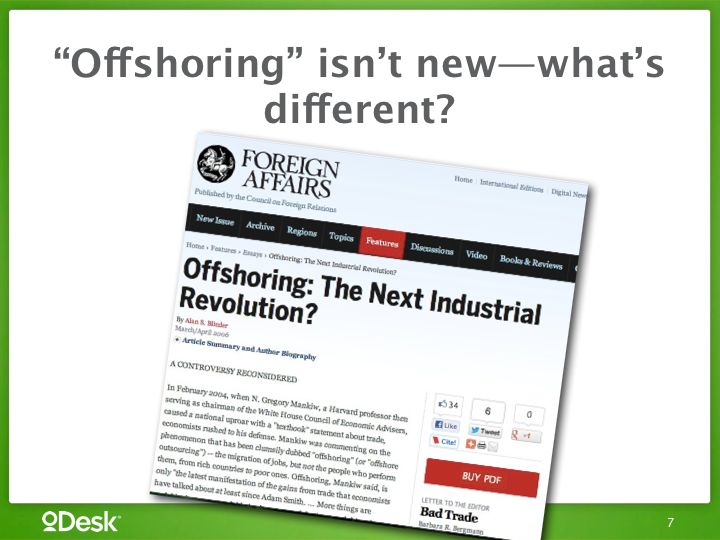 “Offshoring” isn’t new—what’s
different?
FOREIGN
AFFAIRS
Published by the Council on Foreign Relations
Home | International Editions | Digital News
New Issue Archive Regions Topics Features Discussions Video Books & Reviews
Home › Features › Essays › Offshoring: The Next Industrial Revolution?
Offshoring: The Next Industrial
Revolution?
By Alan S. Blinder
March/April 2006
Article Summary and Author Biography
A CONTROVERSY RECONSIDERED
In February 2004, when N. Gregory Mankiw, a Harvard professor then
serving as chairman of the White House Council of Economic Advisers,
caused a national uproar with a "textbook" statement about trade,
economists rushed to his defense. Mankiw was commenting on the
phenomenon that has been clumsily dubbed "offshoring" (or "offshore
outsourcing") -- the migration of jobs, but not the people who perform
them, from rich countries to poor ones. Offshoring, Mankiw said, is
only "the latest manifestation of the gains from trade that economists
have talked about at least since Adam Smith. ... More things are
34 6 0
Like Tweet +1
Cite!
BUY PDF
LETTER TO THE EDITOR
Bad Trade
Barbara R. Bergmann
oDesk
7